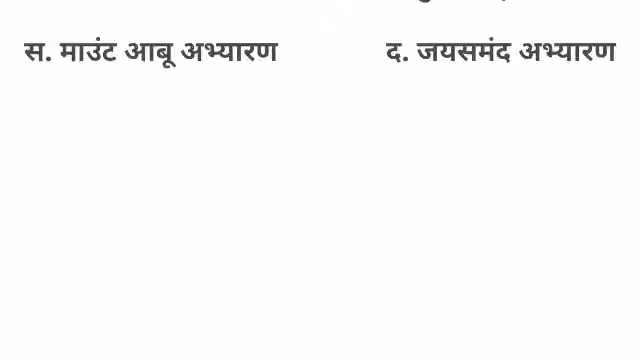 स. माउंट आबू अभ्यारण द. जयसमंद अभ्यारण